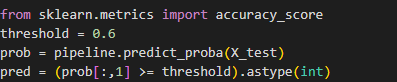 from sklearn.metrics import accuracy_score
threshold = 0.6
prob = pipeline.predict_proba(X_test)
pred = (prob[:,1] >= threshold).astype(int)